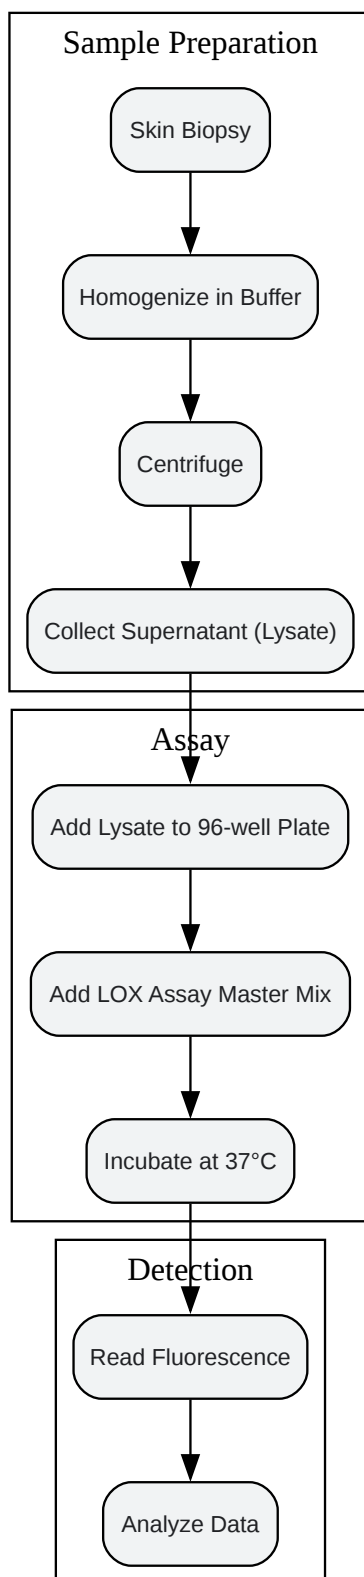 Sample Preparation
Skin Biopsy
Homogenize in Buffer
Centrifuge
Collect Supernatant (Lysate)
Assay
Add Lysate to 96-well Plate
Add LOX Assay Master Mix
Incubate at 37°C
Detection
Read Fluorescence
Analyze Data